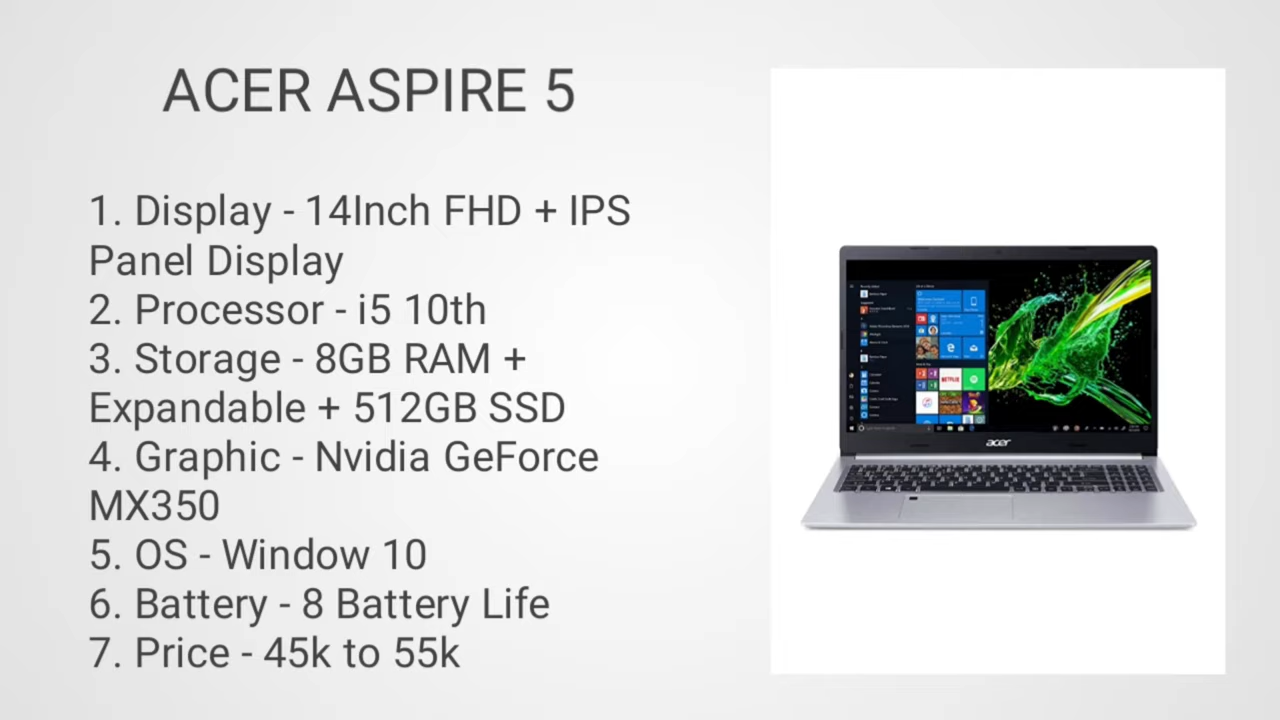 ACER ASPIRE 5
1. Display - 14Inch FHD + IPS
Panel Display
2. Processor - i5 10th
3. Storage - 8GB RAM +
Expandable + 512GB SSD
4. Graphic - Nvidia GeForce
MX350
5. OS - Window 10
6. Battery - 8 Battery Life
7. Price - 45k to 55k
NETFLIX
acer